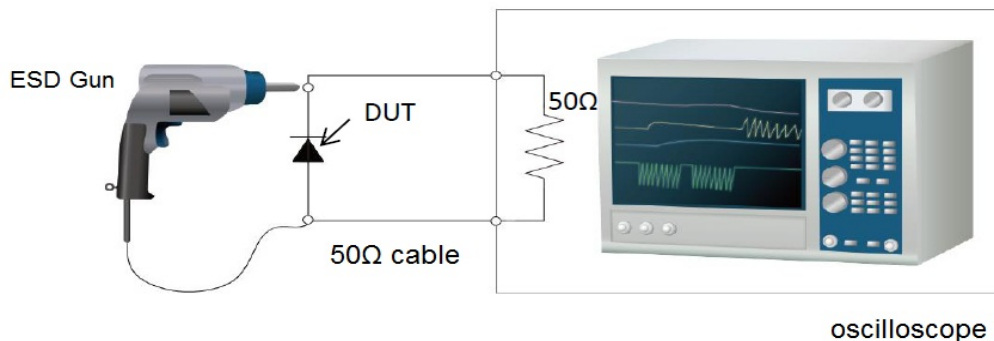 ESD Gun
DUT
50Ω
50Ω cable
oscilloscope